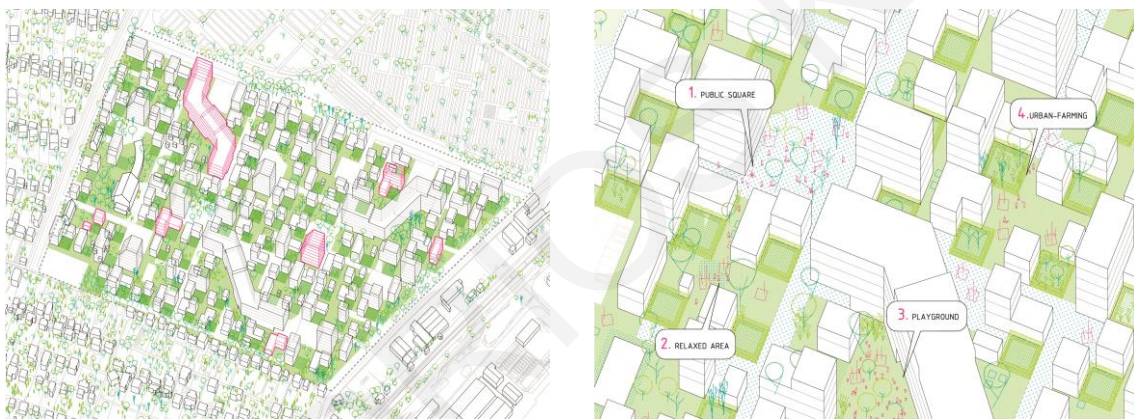 1. PUBLIC SQUARE
4. URBAN-FARMING
3. PLAYGROUND
2. RELAXED AREA